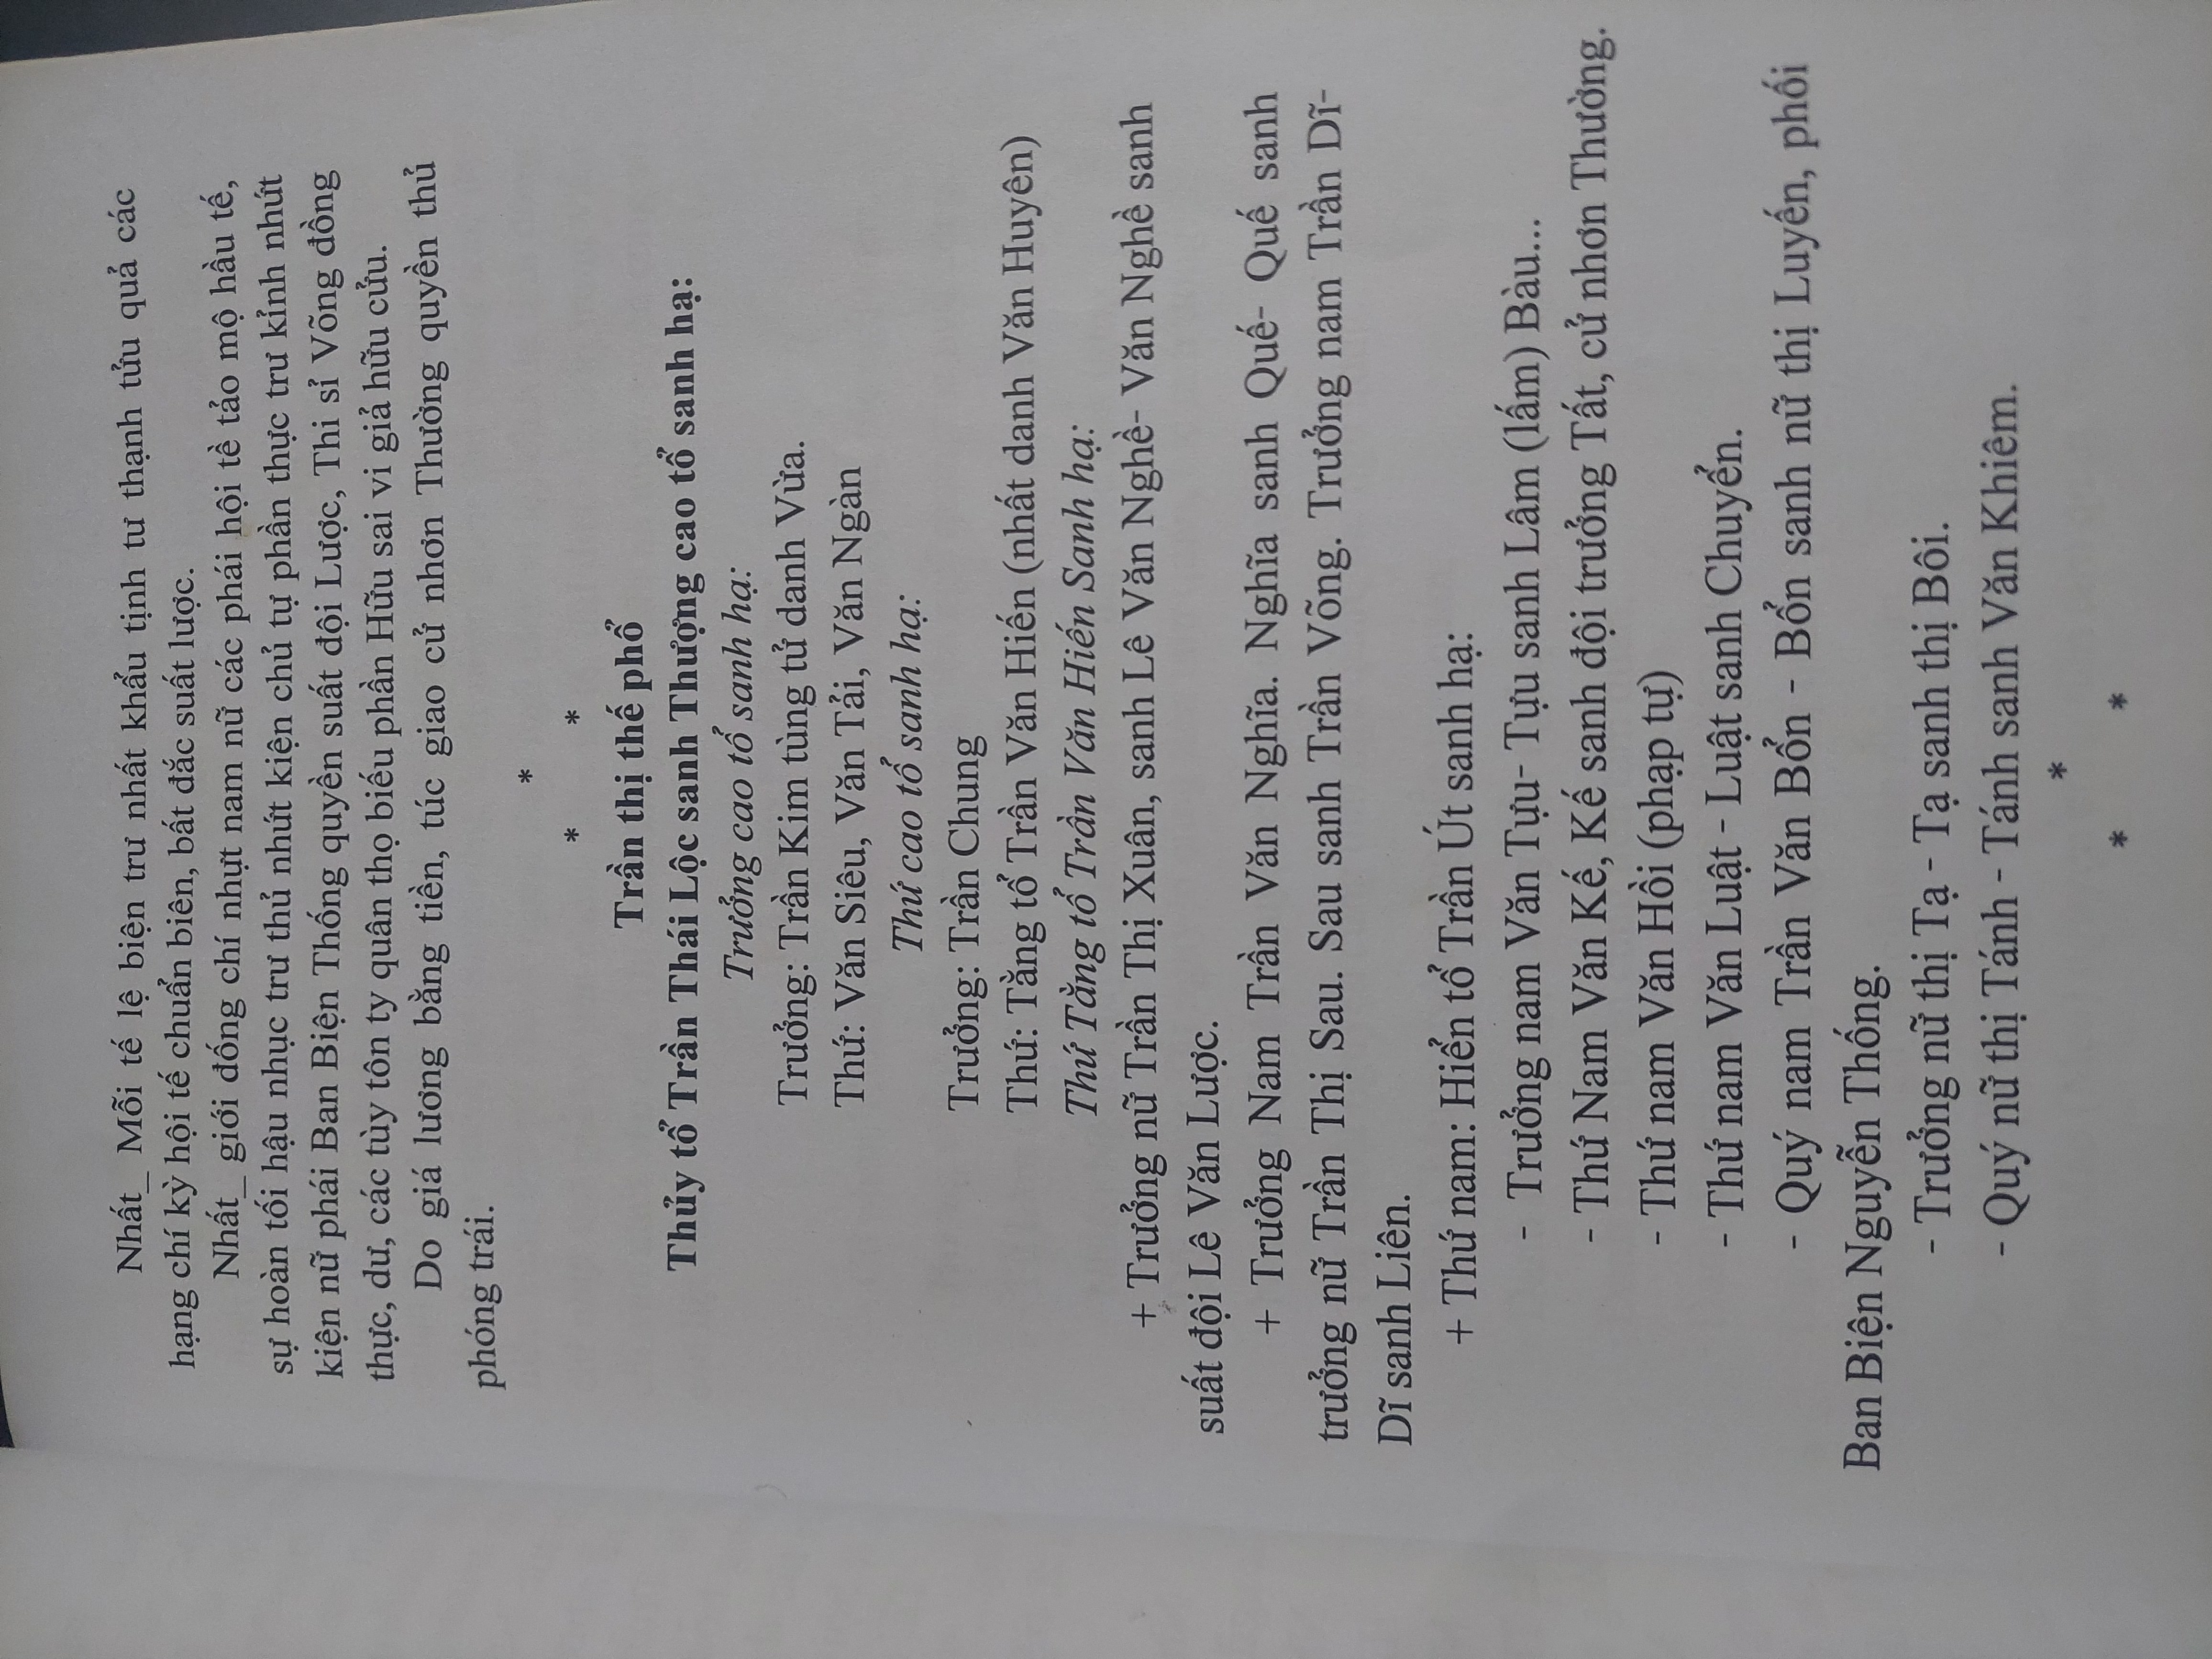 Nhất_ Mỗi tế lệ biện trư nhất khẩu tịnh tư thạnh tửu quả các
hạng chí kỳ hội tế chuẩn biên, bất đắc suất lược.
Nhất_ giới đống chí nhựt nam nữ các phái hội tề tảo mộ hầu tế,
sự hoàn tối hậu nhục trư thủ nhứt kiện chủ tự phần thực trư kỉnh nhứt
kiện nữ phái Ban Biện Thống quyền suất đội Lược, Thi sỉ Võng đồng
thực, dư, các tùy tôn ty quân thọ biếu phần Hữu sai vi giả hữu cửu.
Do giá lương bằng tiền, túc giao cử nhơn Thường quyền thủ
phóng trái.
*
* *
Trần thị thế phổ
Thủy tổ Trần Thái Lộc sanh Thượng cao tổ sanh hạ:
Trưởng cao tổ sanh hạ:
Trưởng: Trần Kim tùng tử danh Vừa.
Thứ: Văn Siêu, Văn Tải, Văn Ngàn
Thứ cao tổ sanh hạ:
Trưởng: Trần Chung
Thứ: Tằng tổ Trần Văn Hiến (nhất danh Văn Huyên)
Thứ Tằng tổ Trần Văn Hiến Sanh hạ:
+ Trưởng nữ Trần Thị Xuân, sanh Lê Văn Nghề- Văn Nghề sanh
suất đội Lê Văn Lược.
+ Trưởng Nam Trần Văn Nghĩa. Nghĩa sanh Quế- Quế sanh
trưởng nữ Trần Thị Sau. Sau sanh Trần Võng. Trưởng nam Trần Dĩ-
Dĩ sanh Liên.
+ Thứ nam: Hiển tổ Trần Út sanh hạ:
- Trưởng nam Văn Tựu- Tựu sanh Lâm (lấm) Bàu...
- Thứ Nam Văn Kế, Kế sanh đội trưởng Tất, cử nhơn Thường.
- Thứ nam Văn Hồi (phạp tự)
- Thứ nam Văn Luật - Luật sanh Chuyển.
- Quý nam Trần Văn Bổn - Bổn sanh nữ thị Luyến, phối
Ban Biện Nguyễn Thống.
- Trưởng nữ thị Tạ - Tạ sanh thị Bôi.
- Quý nữ thị Tánh - Tánh sanh Văn Khiêm.
*
* *